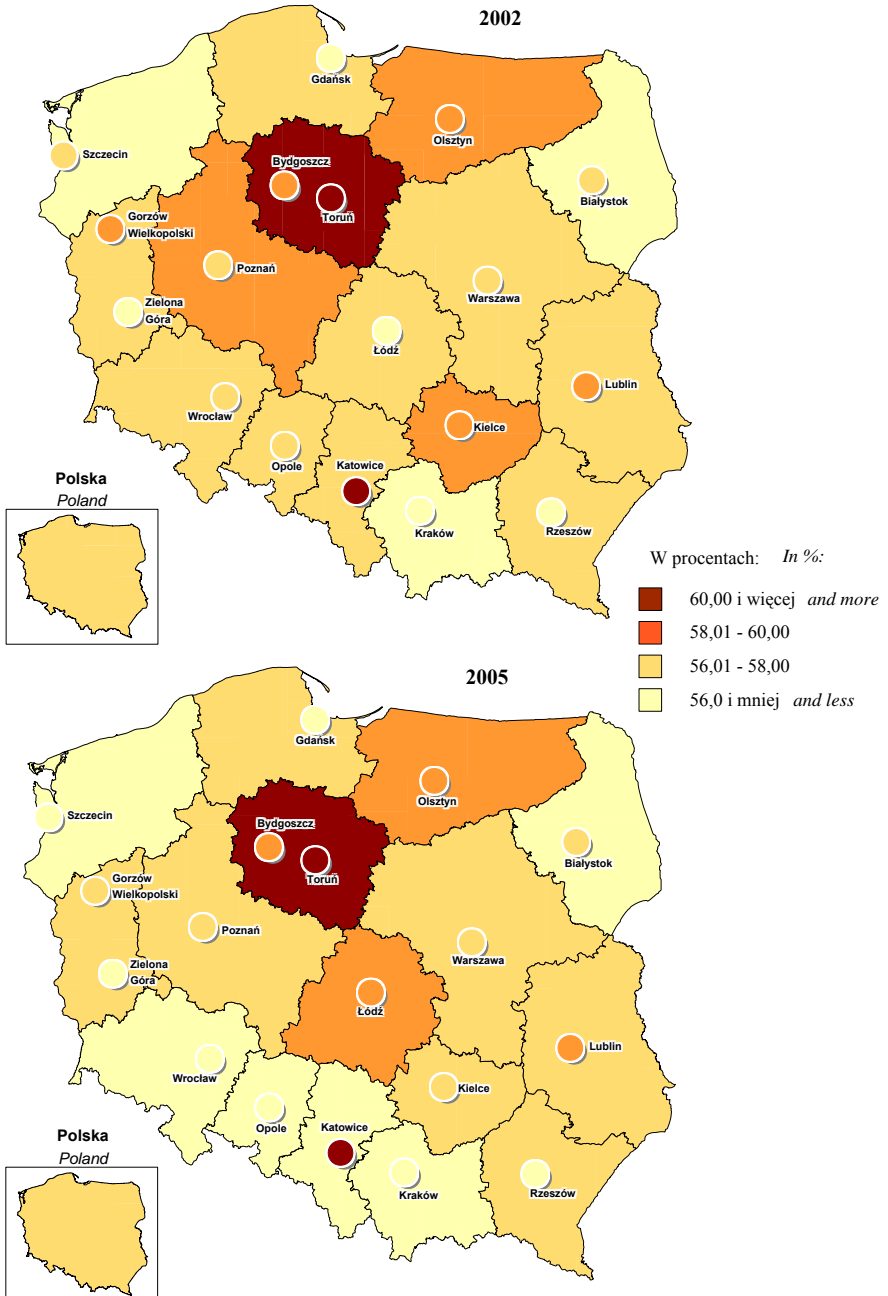 2002
Gdańsk
Olsztyn
Szczecin
Bydgoszcz
Białystok
Toruń
Gorzów
Wielkopolski
Poznań
Warszawa
Zielona
Góra
Łódź
Lublin
Wrocław
Kielce
Opole
Katowice
Kraków
Rzeszów
Polska
Poland
W procentach: In %:
60,00 i więcej and more
58,01 - 60,00
56,01 - 58,00
56,0 i mniej and less
2005
Gdańsk
Olsztyn
Szczecin
Bydgoszcz
Białystok
Toruń
Gorzów
Wielkopolski
Poznań
Warszawa
Zielona
Góra
Łódź
Lublin
Wrocław
Kielce
Opole
Katowice
Kraków
Rzeszów
Polska
Poland